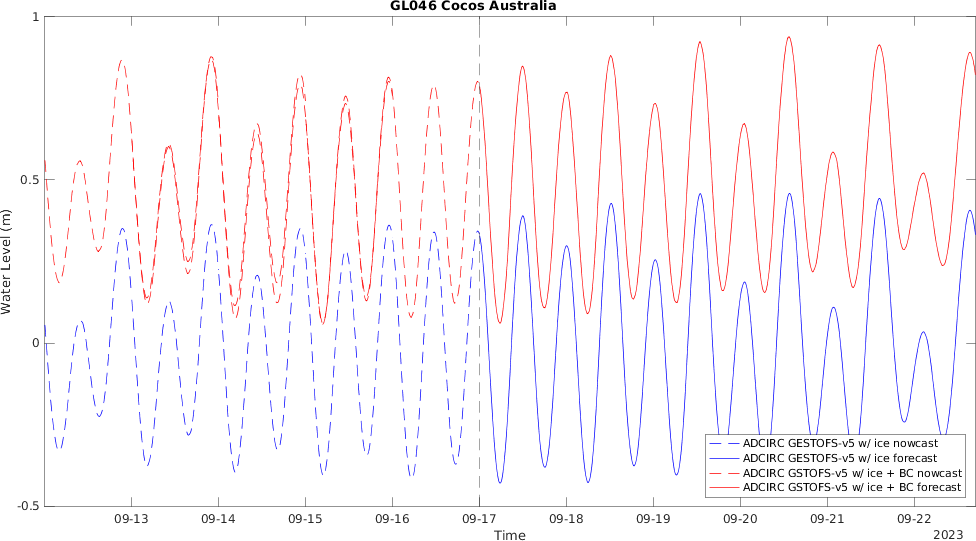 GL046 Cocos Australia
Water Level (m)
1
0.5
0
-0.5
ADCIRC GESTOFS-v5 w/ ice nowcast
ADCIRC GESTOFS-v5 w/ ice forecast
ADCIRC GSTOFS-v5 w/ ice + BC nowcast
ADCIRC GSTOFS-v5 w/ ice + BC forecast
09-13 09-14 09-15 09-16 09-17 09-18 09-19 09-20 09-21 09-22
Time
2023